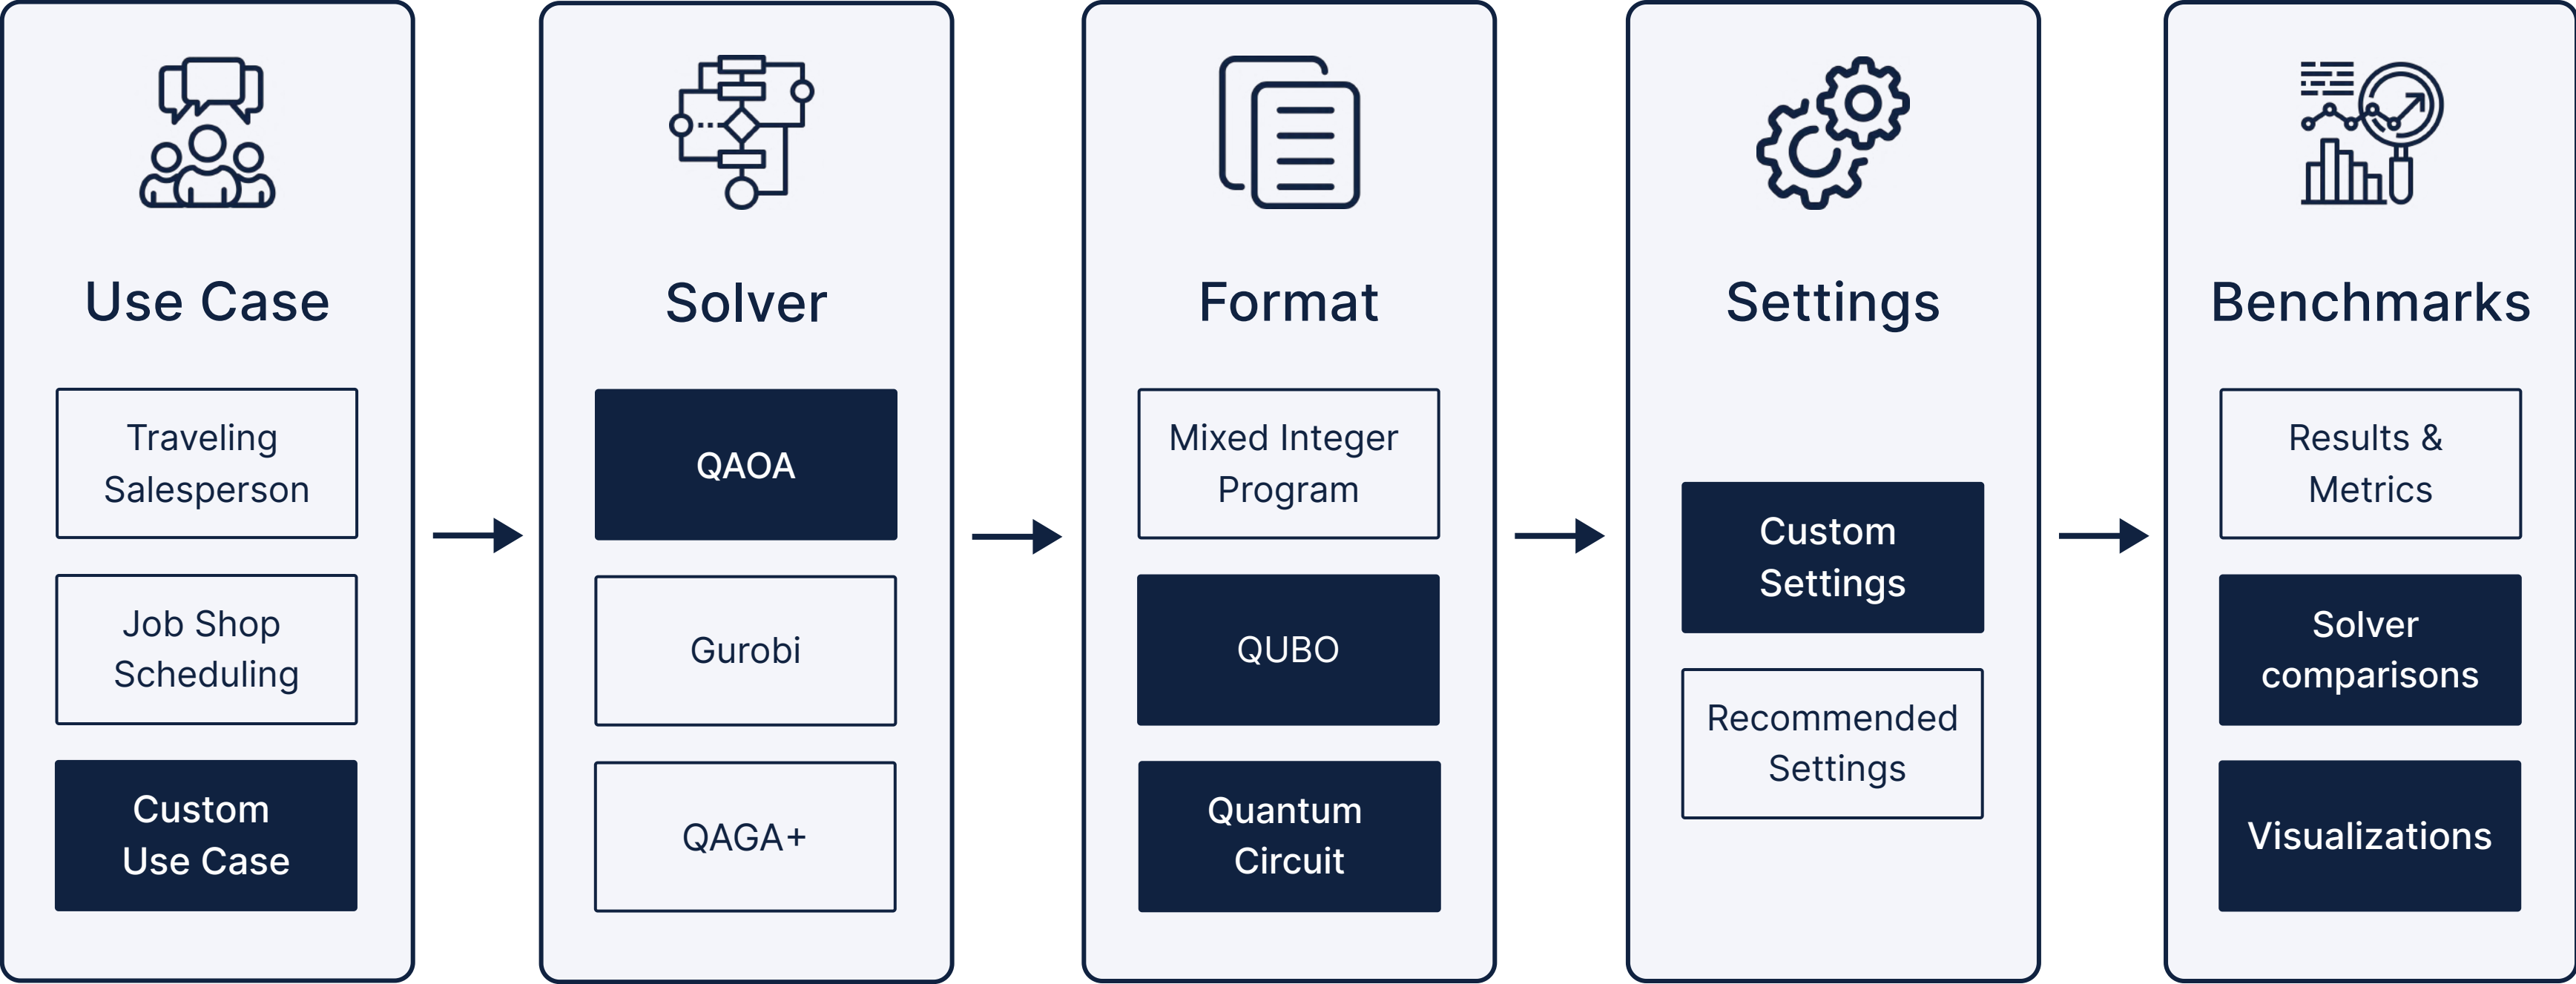 Use Case
Traveling
Salesperson
Job Shop
Scheduling
Custom
Use Case
Solver
QAOA
Gurobi
QAGA+
Format
Mixed Integer
Program
QUBO
Quantum
Circuit
Settings
Custom
Settings
Recommended
Settings
Benchmarks
Results &
Metrics
Solver
comparisons
Visualizations